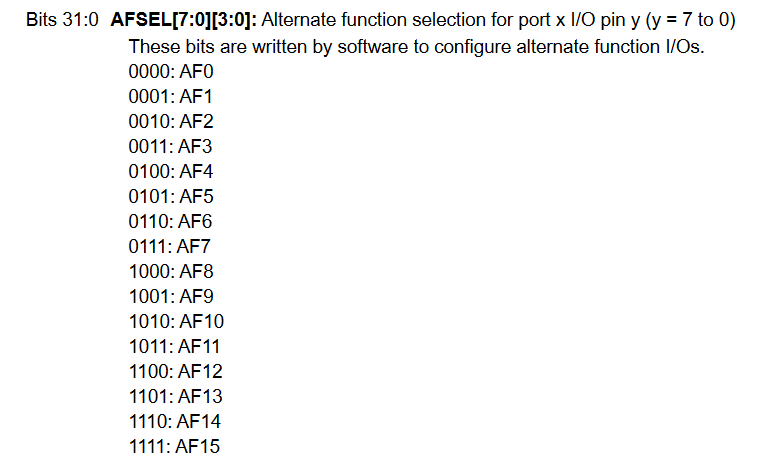 Bits 31:0 AFSEL[7:0][3:0]: Alternate function selection for port x I/O pin y (y = 7 to 0)
These bits are written by software to configure alternate function I/Os.
0000: AF0
0001: AF1
0010: AF2
0011: AF3
0100: AF4
0101: AF5
0110: AF6
0111: AF7
1000: AF8
1001: AF9
1010: AF10
1011: AF11
1100: AF12
1101: AF13
1110: AF14
1111: AF15